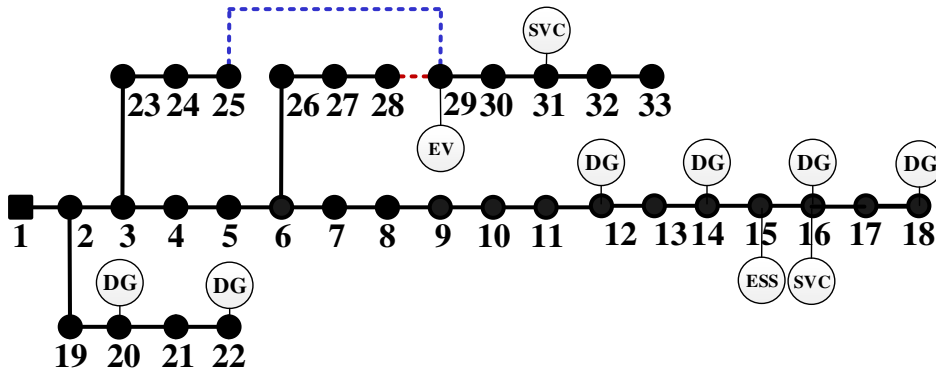 SVC
23 24 25 26 27 28 29 30 31 32 33
EV
DG DG DG DG
1 2 3 4 5 6 7 8 9 10 11 12 13 14 15 16 17 18
DG DG
ESS SVC
19 20 21 22